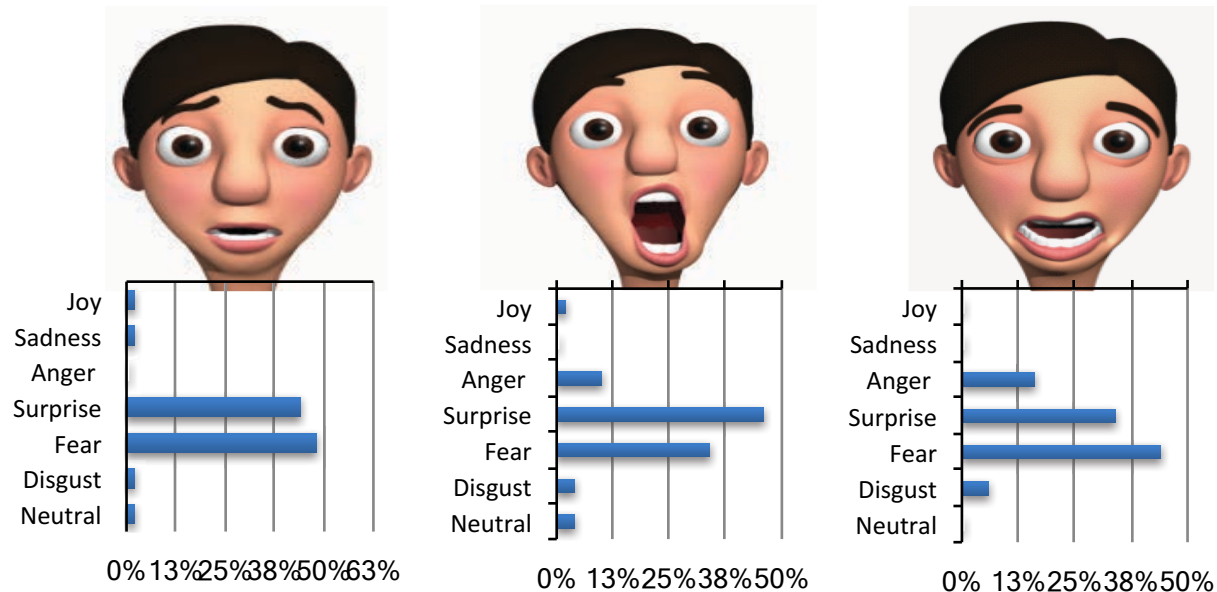 Joy
Sadness
Anger
Surprise
Fear
Disgust
Neutral
0% 13% 25% 38% 50% 63%
Joy
Sadness
Anger
Surprise
Fear
Disgust
Neutral
0% 13% 25% 38% 50%
Joy
Sadness
Anger
Surprise
Fear
Disgust
Neutral
0% 13% 25% 38% 50%